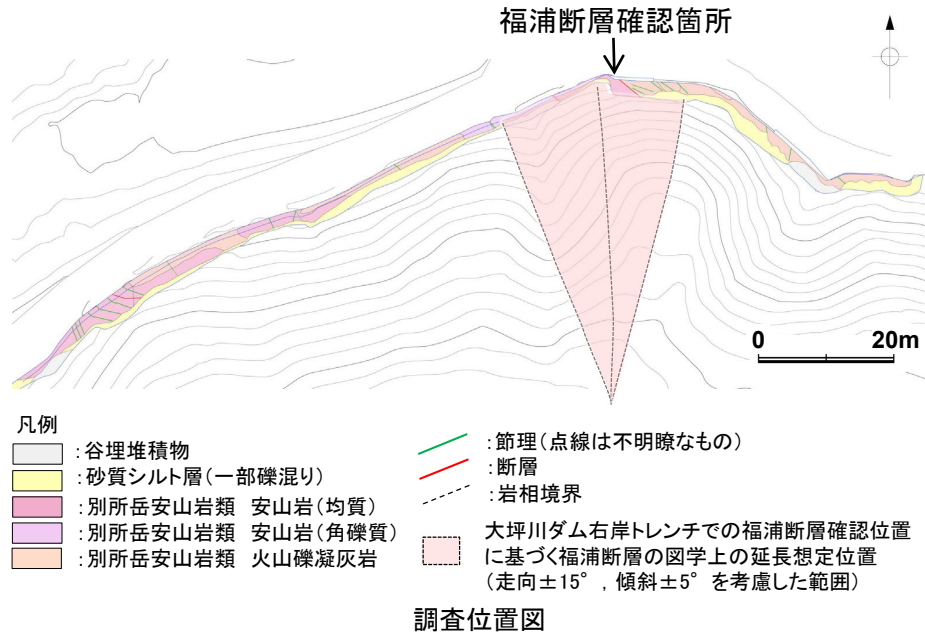 福浦断層確認箇所
0 20m
凡例
:谷埋堆積物
:砂質シルト層(一部礫混り)
:別所岳安山岩類 安山岩(均質)
:別所岳安山岩類 安山岩(角礫質)
:別所岳安山岩類 火山礫凝灰岩
:節理(点線は不明瞭なもの)
:断層
:岩相境界
大坪川ダム右岸トレンチでの福浦断層確認位置
に基づく福浦断層の図学上の延長想定位置
(走向±15°,傾斜±5°を考慮した範囲)
調査位置図